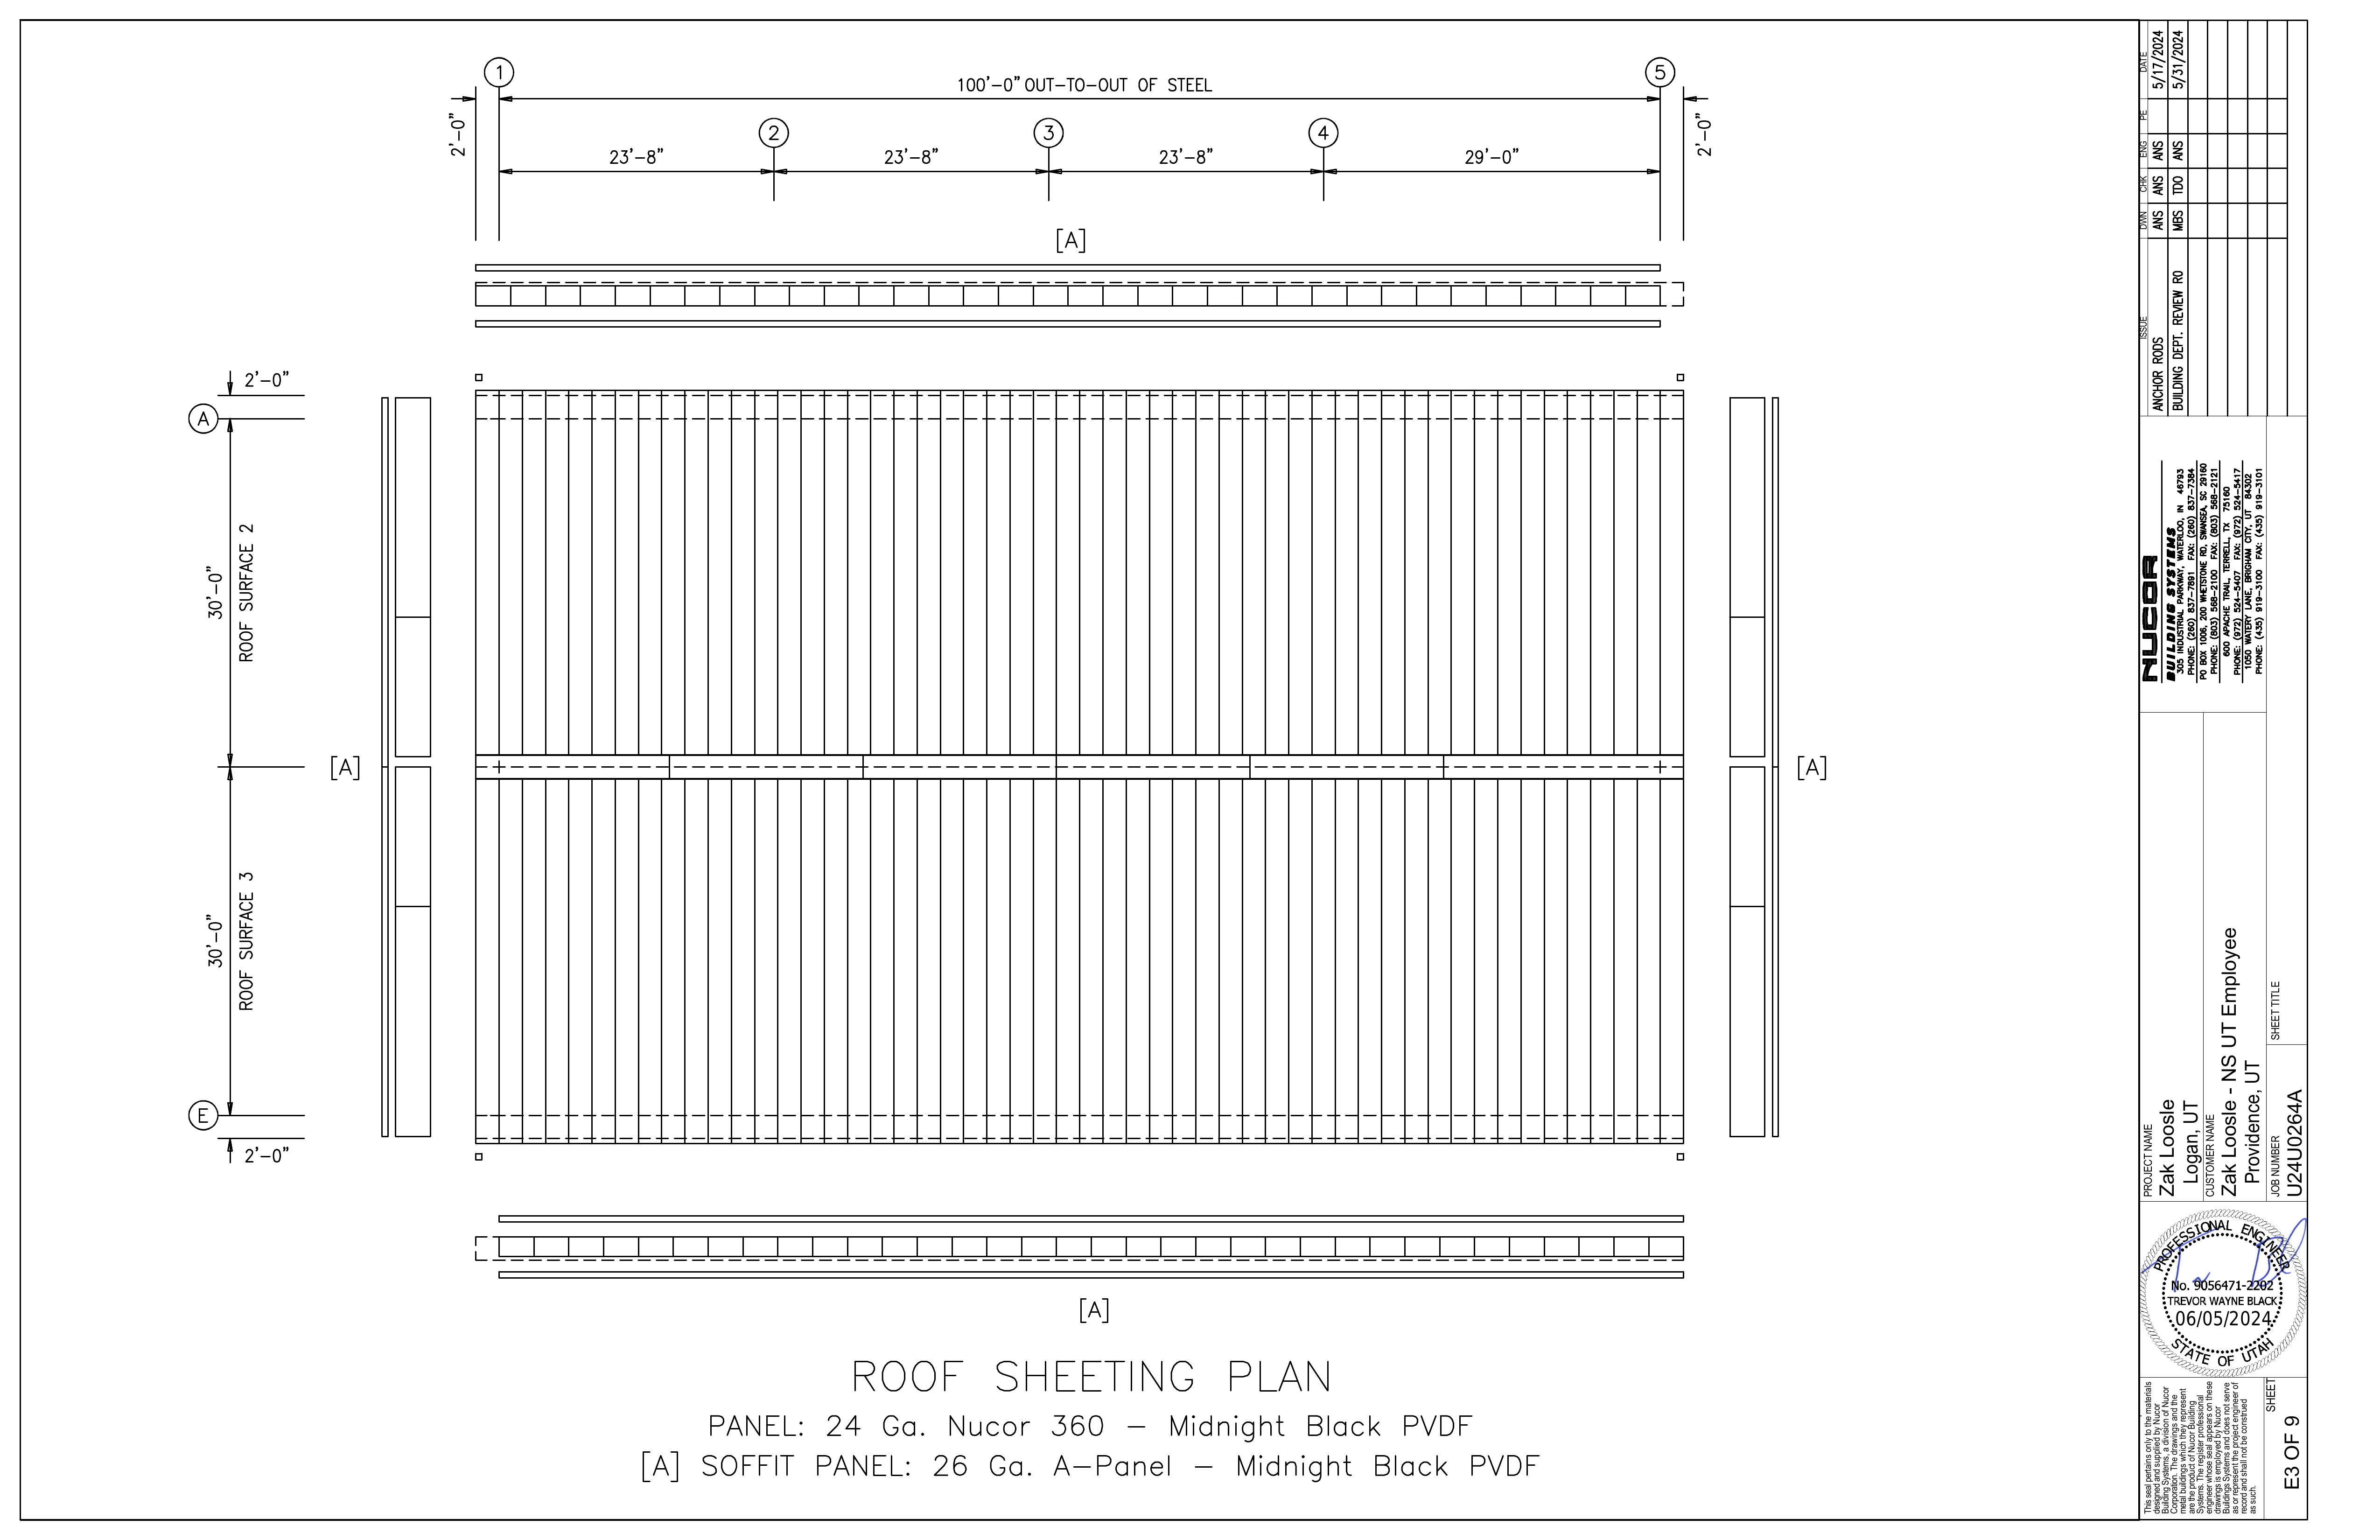 1
5
100'-0" OUT-TO-OUT OF STEEL
2'-0"
2'-0"
2
3
4
23'-8"
23'-8"
23'-8"
29'-0"
[A]
2'-0"
A
30'-0"
ROOF SURFACE 2
[A]
[A]
30'-0"
ROOF SURFACE 3
E
2'-0"
[A]
ROOF SHEETING PLAN
PANEL: 24 Ga. Nucor 360 - Midnight Black PVDF
[A] SOFFIT PANEL: 26 Ga. A-Panel - Midnight Black PVDF
ISSUE DWN CHK ENG PE DATE
ANCHOR RODS ANS ANS ANS 5/17/2024
BUILDING DEPT. REVIEW R0 MBS TDO ANS 5/31/2024
NUCOR
BUILDING SYSTEMS
305 INDUSTRIAL PARKWAY, WATERLOO, IN 46793
PHONE: (260) 837-7891 FAX: (260) 837-7384
PO BOX 1006, 200 WHETSTONE RD, SWANSEA, SC 29160
PHONE: (803) 568-2100 FAX: (803) 568-2121
600 APACHE TRAIL, TERRELL, TX 75160
PHONE: (972) 524-5407 FAX: (972) 524-5417
1050 WATERY LANE, BRIGHAM CITY, UT 84302
PHONE: (435) 919-3100 FAX: (435) 919-3101
PROJECT NAME
Zak Loosle
Logan, UT
CUSTOMER NAME
Zak Loosle - NS UT Employee
Providence, UT
JOB NUMBER
U24U0264A
SHEET TITLE
PROFESSIONAL ENGINEER
No. 9056471-2202
TREVOR WAYNE BLACK
06/05/2024
STATE OF UTAH
This seal pertains only to the materials
designed and supplied by Nucor
Building Systems, a division of Nucor
Corporation. The drawings and the
metal buildings which they represent
are the product of Nucor Building
Systems. The register professional
engineer whose seal appears on these
drawings is employed by Nucor
Buildings Systems and does not serve
as or represent the project engineer of
record and shall not be construed
as such.
SHEET
E3 OF 9